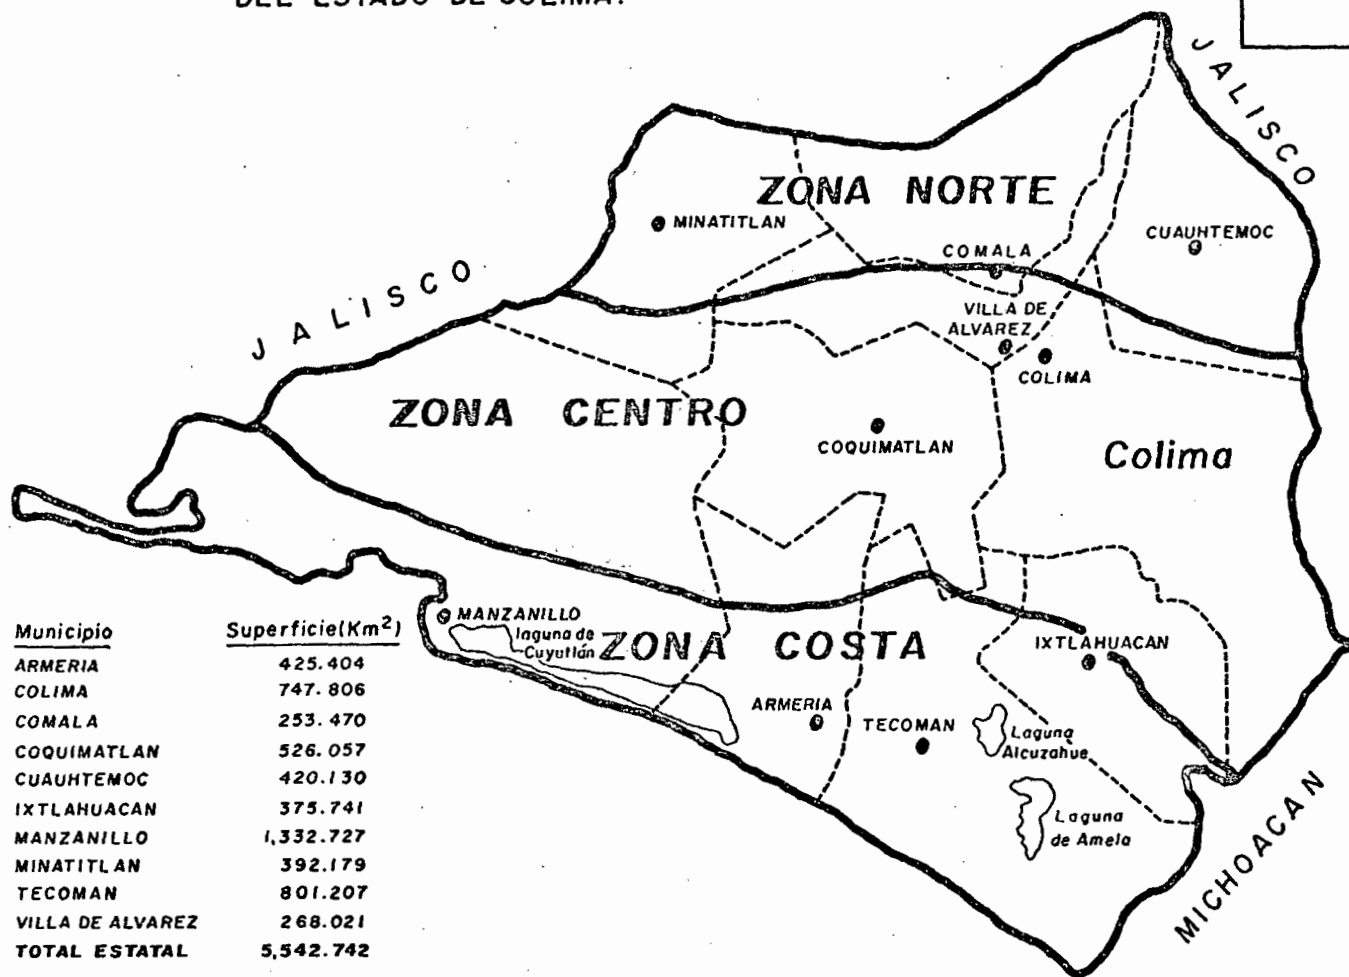 DEL ESTADO DE COLIMA.
JALISCO
ZONA NORTE
MINATITLAN
CUAUHTEMOC
COMALA
JALISCO
VILLA DE
ALVAREZ
COLIMA
ZONA CENTRO
COQUIMATLAN
Colima
MANZANILLO
laguna de
Cuyutlán
ZONA COSTA
IXTLAHUACAN
ARMERIA
TECOMAN
Laguna
Alcuzahue
Laguna
de Amela
MICHOACAN
Municipio Superficie(Km²)
ARMERIA 425.404
COLIMA 747.806
COMALA 253.470
COQUIMATLAN 526.057
CUAUHTEMOC 420.130
IXTLAHUACAN 375.741
MANZANILLO 1,332.727
MINATITLAN 392.179
TECOMAN 801.207
VILLA DE ALVAREZ 268.021
TOTAL ESTATAL 5,542.742